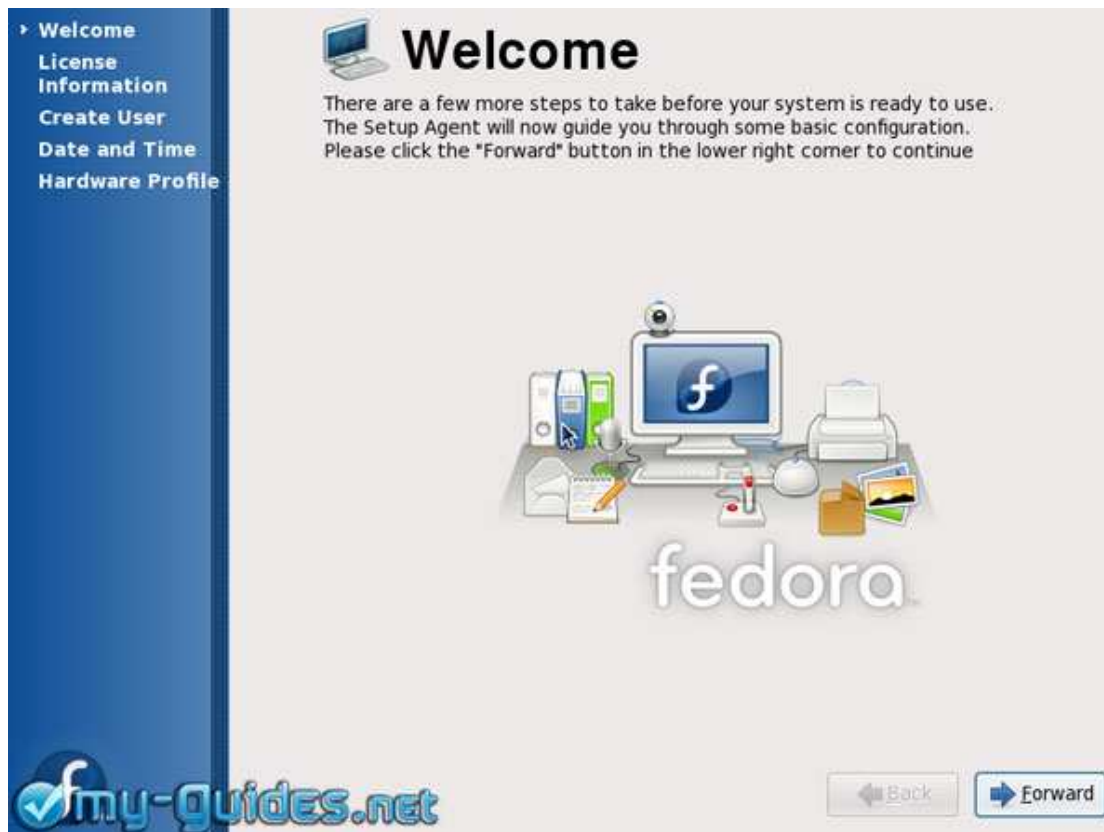 Welcome
License
Information
Create User
Date and Time
Hardware Profile
Welcome
There are a few more steps to take before your system is ready to use.
The Setup Agent will now guide you through some basic configuration.
Please click the "Forward" button in the lower right corner to continue
fedora
my-guides.net
Back
Forward